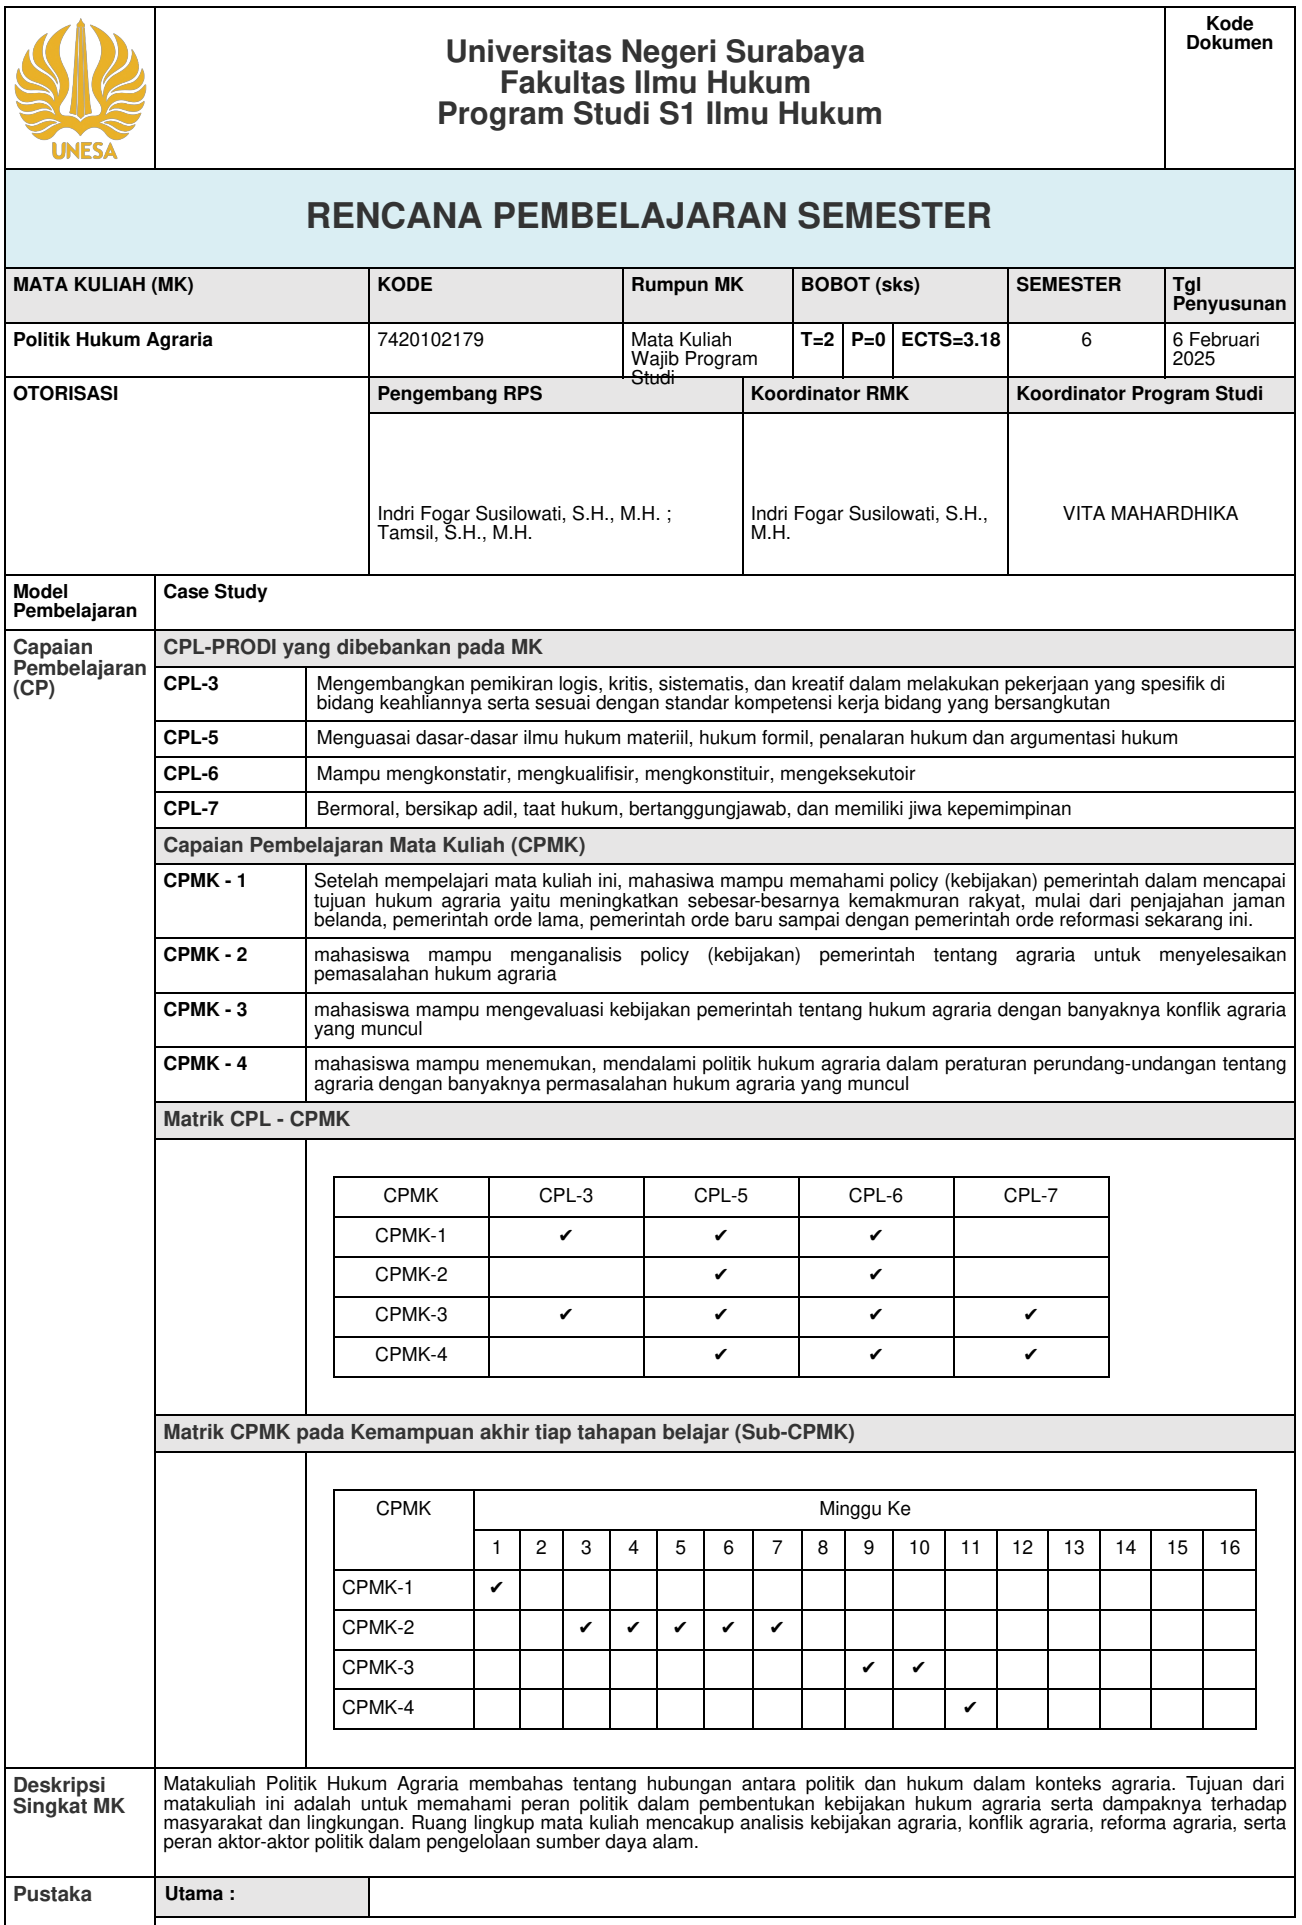 UNESA
Universitas Negeri Surabaya
Fakultas Ilmu Hukum
Program Studi S1 Ilmu Hukum
Kode
Dokumen
RENCANA PEMBELAJARAN SEMESTER
MATA KULIAH (MK) KODE Rumpun MK BOBOT (sks) SEMESTER Tgl
Penyusunan
Politik Hukum Agraria 7420102179 Mata Kuliah
Wajib Program
Studi
T=2 P=0 ECTS=3.18 6 6 Februari
2025
OTORISASI Pengembang RPS Koordinator RMK Koordinator Program Studi
Indri Fogar Susilowati, S.H., M.H. ;
Tamsil, S.H., M.H.
Indri Fogar Susilowati, S.H.,
M.H.
VITA MAHARDHIKA
Model
Pembelajaran
Case Study
Capaian
Pembelajaran
(CP)
CPL-PRODI yang dibebankan pada MK
CPL-3 Mengembangkan pemikiran logis, kritis, sistematis, dan kreatif dalam melakukan pekerjaan yang spesifik di
bidang keahliannya serta sesuai dengan standar kompetensi kerja bidang yang bersangkutan
CPL-5 Menguasai dasar-dasar ilmu hukum materiil, hukum formil, penalaran hukum dan argumentasi hukum
CPL-6 Mampu mengkonstatir, mengkualifisir, mengkonstituir, mengeksekutoir
CPL-7 Bermoral, bersikap adil, taat hukum, bertanggungjawab, dan memiliki jiwa kepemimpinan
Capaian Pembelajaran Mata Kuliah (CPMK)
CPMK - 1 Setelah mempelajari mata kuliah ini, mahasiwa mampu memahami policy (kebijakan) pemerintah dalam mencapai
tujuan hukum agraria yaitu meningkatkan sebesar-besarnya kemakmuran rakyat, mulai dari penjajahan jaman
belanda, pemerintah orde lama, pemerintah orde baru sampai dengan pemerintah orde reformasi sekarang ini.
CPMK - 2 mahasiswa mampu menganalisis policy (kebijakan) pemerintah tentang agraria untuk menyelesaikan
pemasalahan hukum agraria
CPMK - 3 mahasiswa mampu mengevaluasi kebijakan pemerintah tentang hukum agraria dengan banyaknya konflik agraria
yang muncul
CPMK - 4 mahasiswa mampu menemukan, mendalami politik hukum agraria dalam peraturan perundang-undangan tentang
agraria dengan banyaknya permasalahan hukum agraria yang muncul
Matrik CPL - CPMK
CPMK CPL-3 CPL-5 CPL-6 CPL-7
CPMK-1 ✔ ✔ ✔
CPMK-2 ✔ ✔
CPMK-3 ✔ ✔ ✔ ✔
CPMK-4 ✔ ✔ ✔
Matrik CPMK pada Kemampuan akhir tiap tahapan belajar (Sub-CPMK)
CPMK Minggu Ke
1 2 3 4 5 6 7 8 9 10 11 12 13 14 15 16
CPMK-1 ✔
CPMK-2 ✔ ✔ ✔ ✔ ✔
CPMK-3 ✔ ✔
CPMK-4 ✔
Deskripsi
Singkat MK
Matakuliah Politik Hukum Agraria membahas tentang hubungan antara politik dan hukum dalam konteks agraria. Tujuan dari
matakuliah ini adalah untuk memahami peran politik dalam pembentukan kebijakan hukum agraria serta dampaknya terhadap
masyarakat dan lingkungan. Ruang lingkup mata kuliah mencakup analisis kebijakan agraria, konflik agraria, reforma agraria, serta
peran aktor-aktor politik dalam pengelolaan sumber daya alam.
Pustaka Utama :